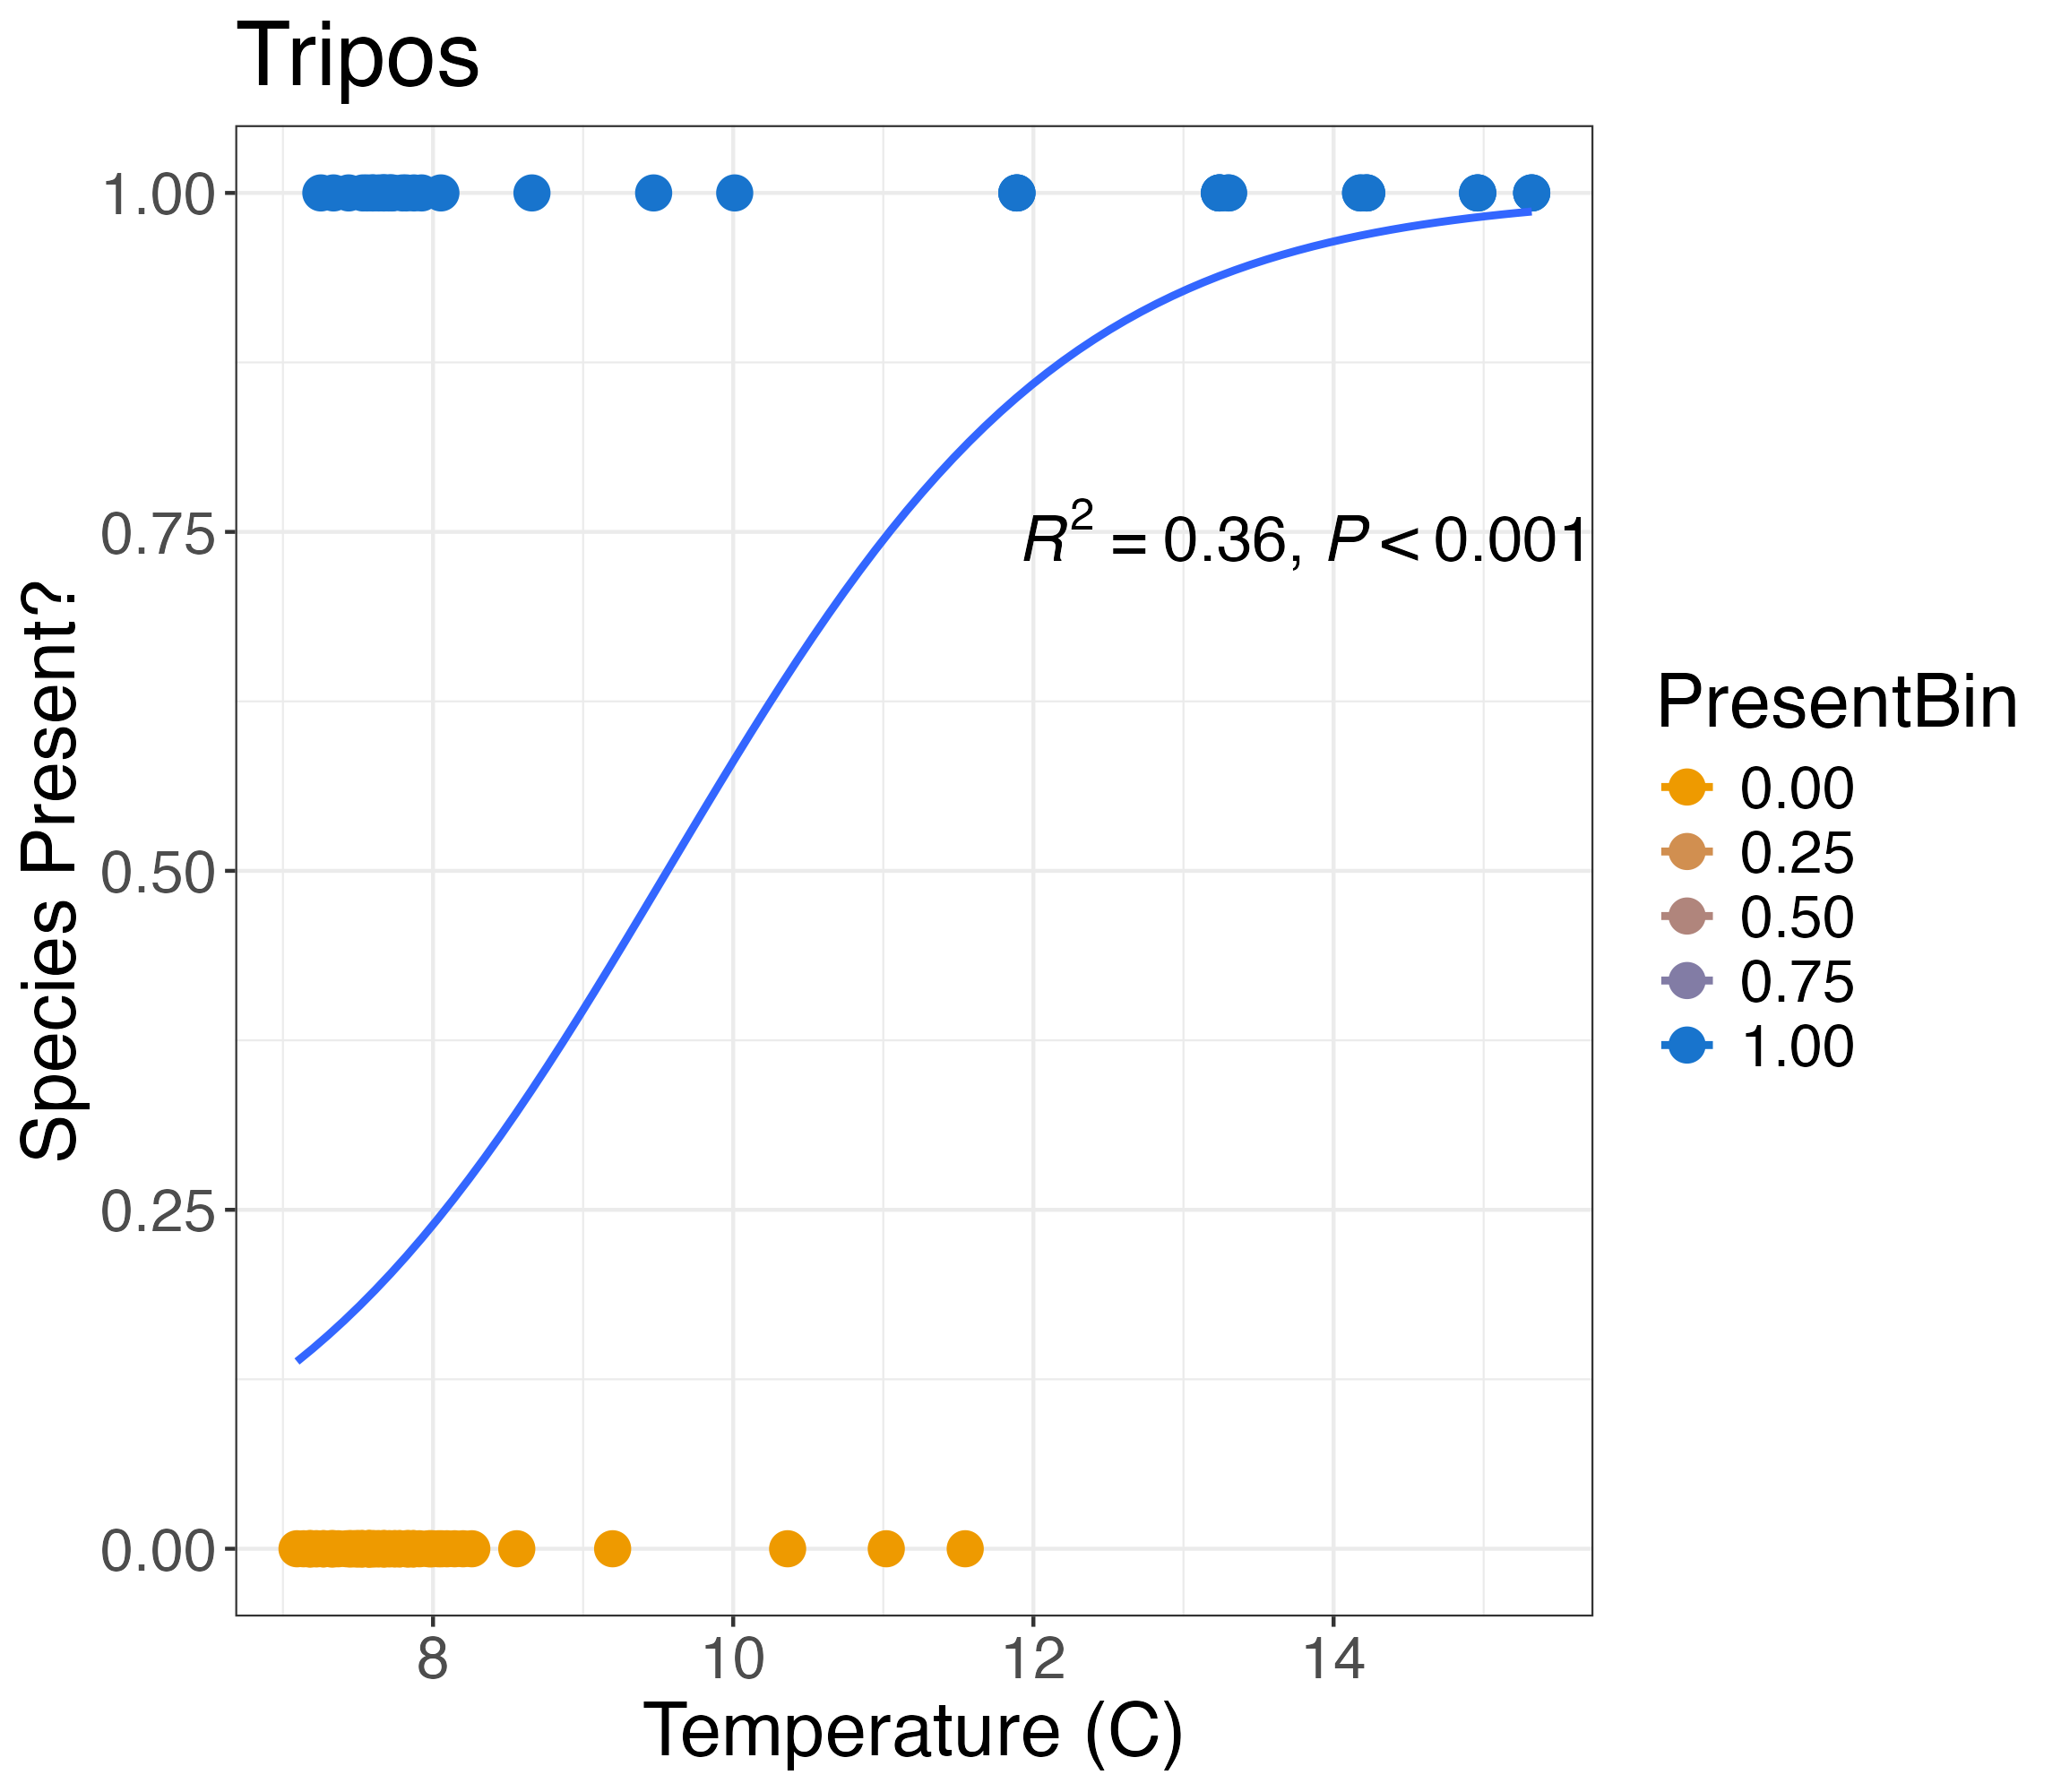 Tripos
1.00
0.75
0.50
0.25
0.00
Species Present?
R² = 0.36, P < 0.001
8 10 12 14
Temperature (C)
PresentBin
0.00
0.25
0.50
0.75
1.00